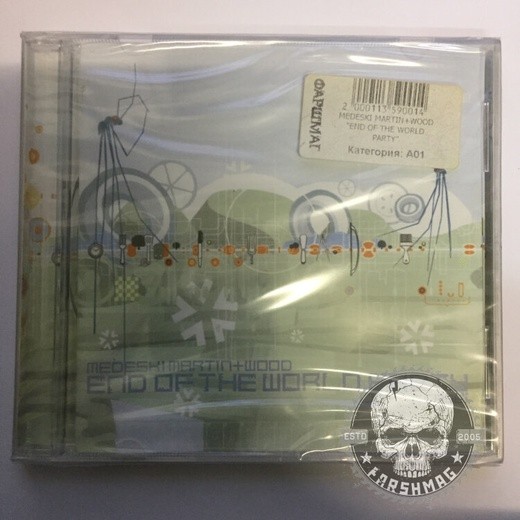 ФАРШМАГ
2 000113 590014
MEDESKI MARTIN+WOOD
"END OF THE WORLD
PARTY"
Категория: A01
MEDESKI MARTIN+WOOD
END OF THE WORLD PARTY
ESTD 2005
FARSHMAG